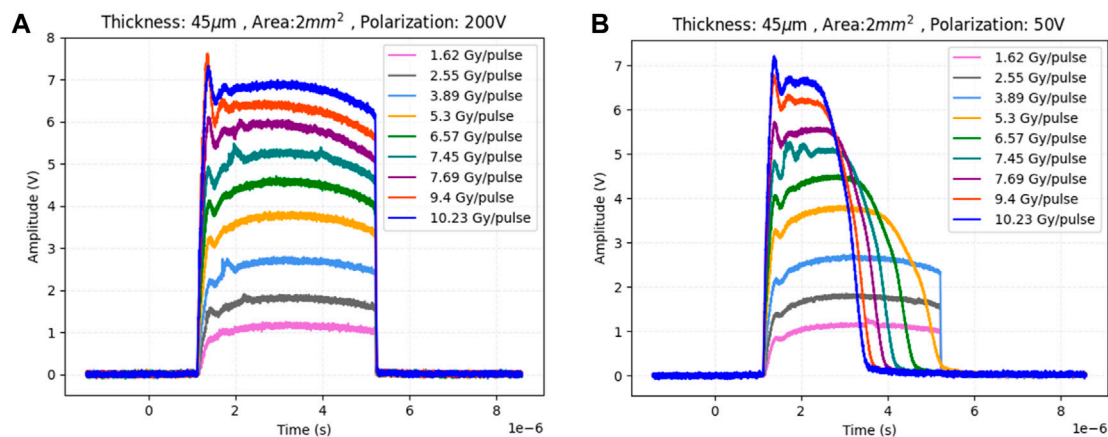 A
Thickness: 45μm , Area:2mm² , Polarization: 200V
Amplitude (V)
8
7
6
5
4
3
2
1
0
1.62 Gy/pulse
2.55 Gy/pulse
3.89 Gy/pulse
5.3 Gy/pulse
6.57 Gy/pulse
7.45 Gy/pulse
7.69 Gy/pulse
9.4 Gy/pulse
10.23 Gy/pulse
0 2 4 6 8
Time (s)
1e-6
B
Thickness: 45μm , Area:2mm² , Polarization: 50V
Amplitude (V)
7
6
5
4
3
2
1
0
1.62 Gy/pulse
2.55 Gy/pulse
3.89 Gy/pulse
5.3 Gy/pulse
6.57 Gy/pulse
7.45 Gy/pulse
7.69 Gy/pulse
9.4 Gy/pulse
10.23 Gy/pulse
0 2 4 6 8
Time (s)
1e-6